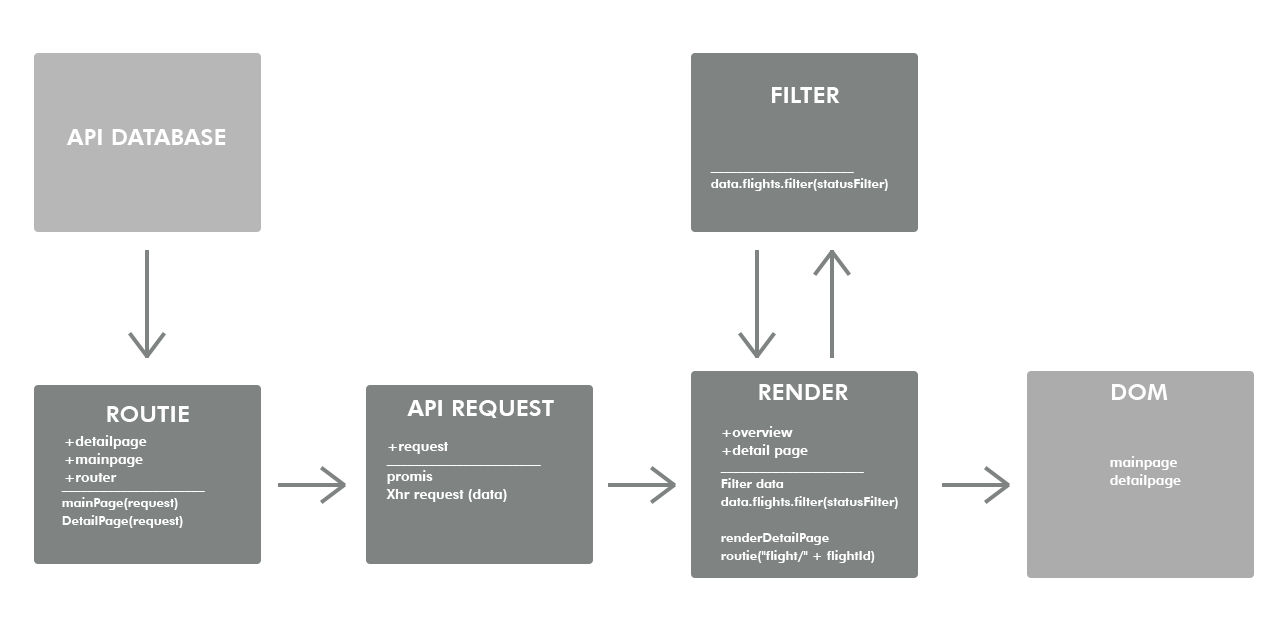 API DATABASE
FILTER
data.flights.filter(statusFilter)
ROUTIE
+detailpage
+mainpage
+router
mainPage(request)
DetailPage(request)
API REQUEST
+request
promis
Xhr request (data)
RENDER
+overview
+detail page
Filter data
data.flights.filter(statusFilter)
renderDetailPage
routie("flight/" + flightId)
DOM
mainpage
detailpage